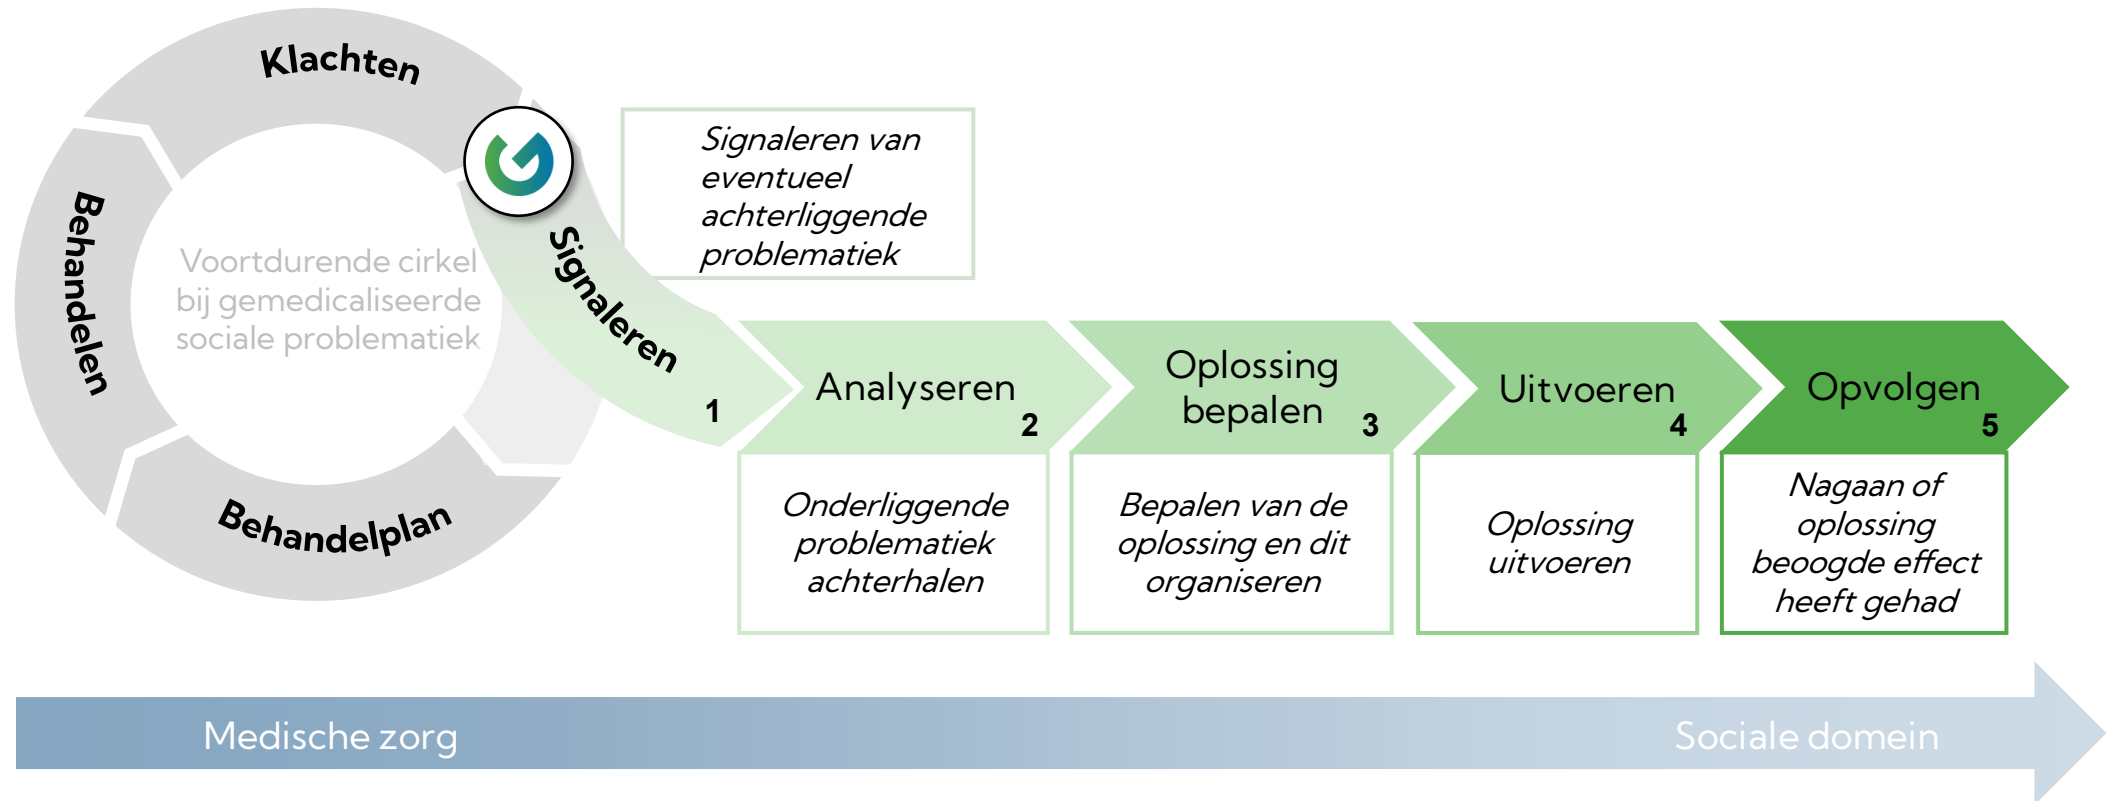 Klachten
Behandelen
Behandelplan
Voortdurende cirkel
bij gemedicaliseerde
sociale problematiek
Signaleren
1
Signaleren van
eventueel
achterliggende
problematiek
Analyseren
2
Onderliggende
problematiek
achterhalen
Oplossing
bepalen
3
Bepalen van de
oplossing en dit
organiseren
Uitvoeren
4
Oplossing
uitvoeren
Opvolgen
5
Nagaan of
oplossing
beoogde effect
heeft gehad
Medische zorg
Sociale domein